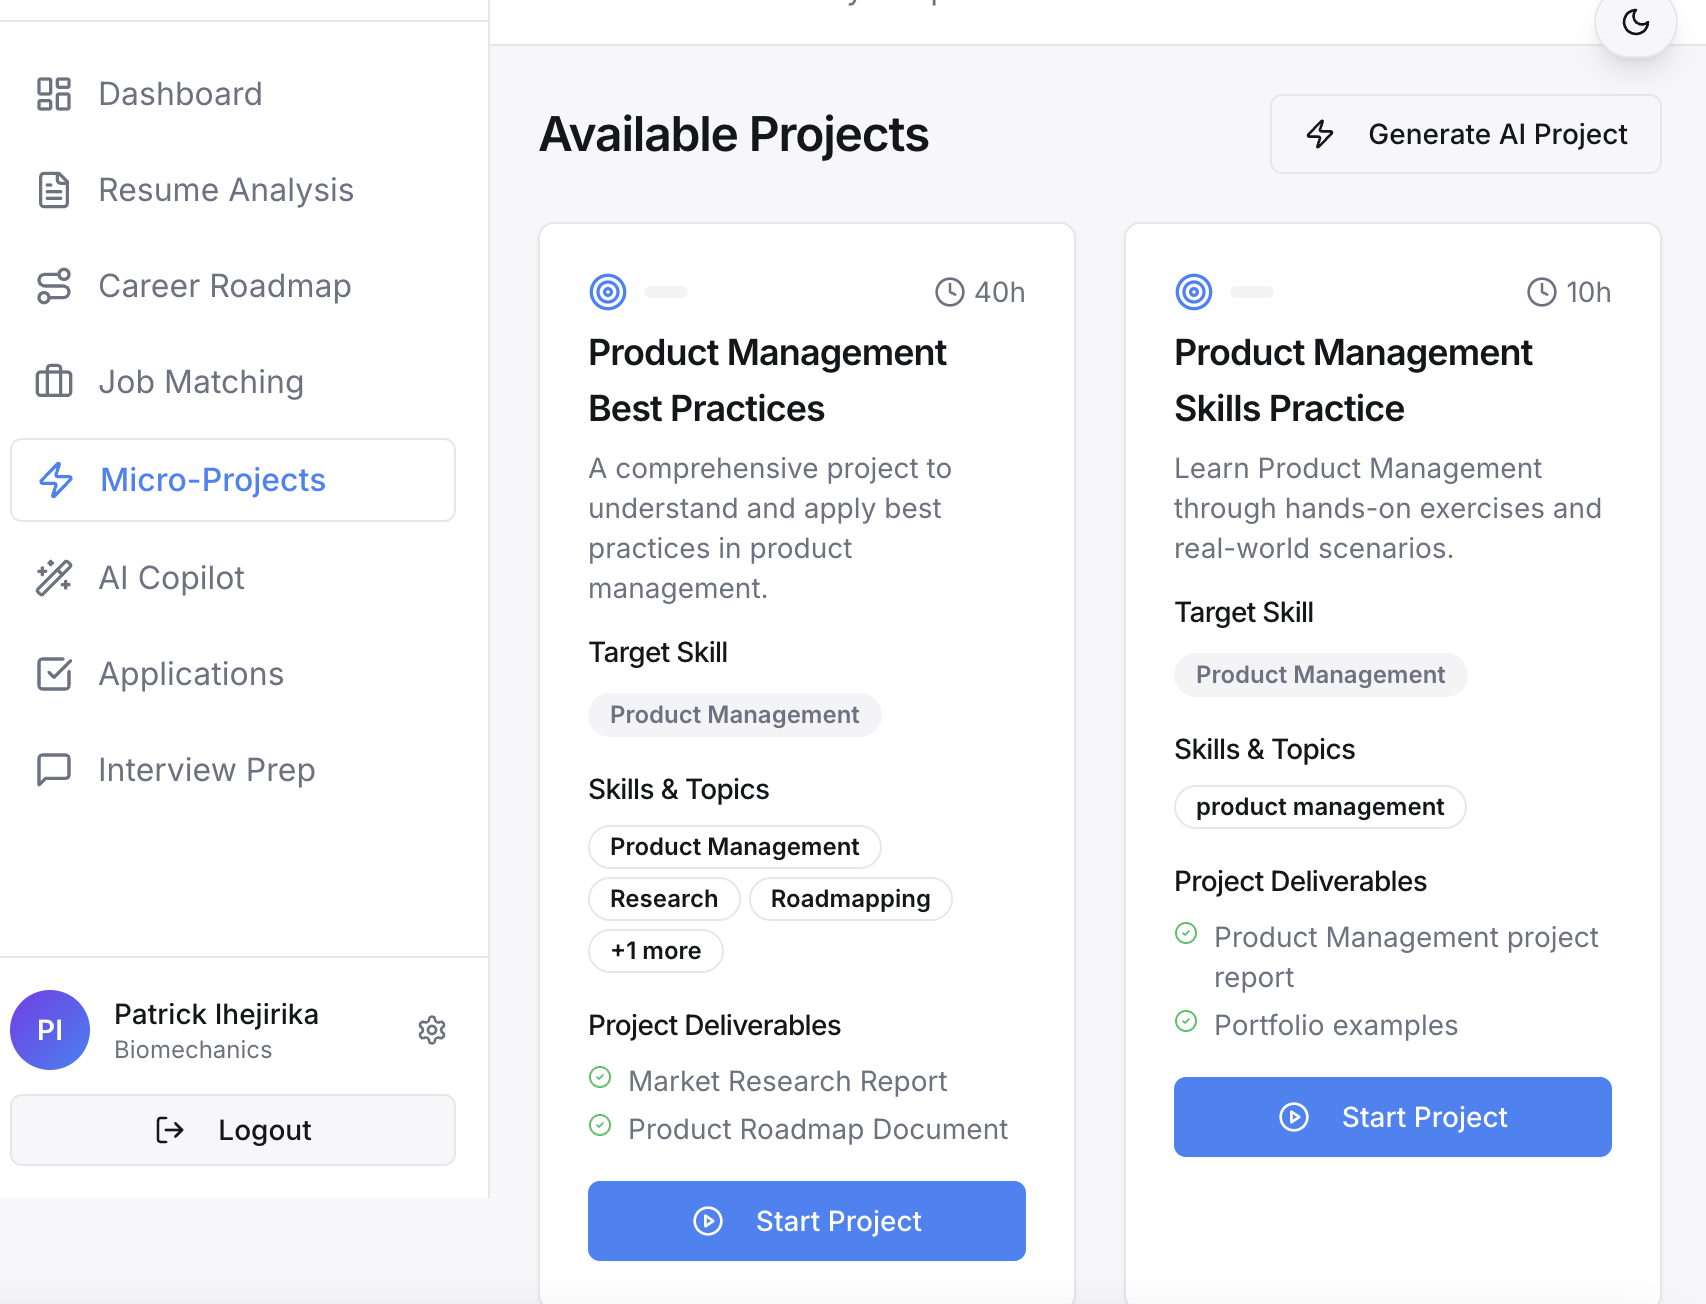 Dashboard
Resume Analysis
Career Roadmap
Job Matching
Micro-Projects
AI Copilot
Applications
Interview Prep
PI
Patrick Ihejirika
Biomechanics
Logout
Available Projects
Generate AI Project
40h
Product Management
Best Practices
A comprehensive project to
understand and apply best
practices in product
management.
Target Skill
Product Management
Skills & Topics
Product Management
Research
Roadmapping
+1 more
Project Deliverables
Market Research Report
Product Roadmap Document
Start Project
10h
Product Management
Skills Practice
Learn Product Management
through hands-on exercises and
real-world scenarios.
Target Skill
Product Management
Skills & Topics
product management
Project Deliverables
Product Management project
report
Portfolio examples
Start Project